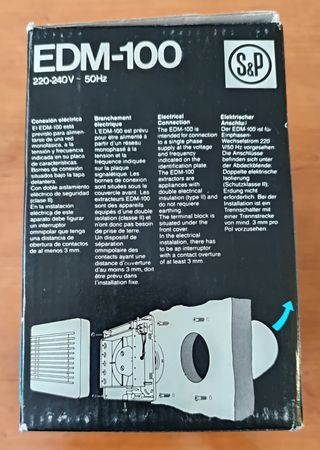 EDM-100
220-240V ~ 50Hz
S&P
Conexión eléctrica
El EDM-100 está
previsto para alimen-
tarse de una red
monofásica, a la
tensión y frecuencia
indicada en su placa
de características.
Bornes de conexión
situados bajo la tapa
delantera.
Con doble aislamiento
eléctrico de seguridad
(clase II).
En la instalación
eléctrica de este
aparato debe figurar
un interruptor
omnipolar que tenga
una distancia de
obertura de contactos
de al menos 3 mm.
Branchement
électrique
L'EDM-100 est prévu
pour être alimenté à
partir d'un réseau
monophasé à la
tension et la
fréquence indiquée
sur la plaque
signalétique. Les
bornes de conexion
sont situées sous le
couvercle avant. Les
extracteurs EDM-100
sont des appareils
équipés d'une double
isolation (classe II) et
n'ont donc pas besoin
de prise de terre.
Un dispositif de
séparation
omnipolaire des
contacts ayant une
distance d'ouverture
d'au moins 3 mm, doit
être prévu dans
l'installation fixe.
Electrical
Connection
The EDM-100 is
intended for connection
to a single phase
supply of the voltage
and frequency
indicated on the
identification plate.
The EDM-100
extractors are
appliances with
double electrical
insulation (type II) and
do not requiere
earthing
The terminal block is
situated under the
front cover.
In the electrical
instalation, there has
to be ap interruptor
with a contact overture
of at least 3 mm.
Elektrischer
Anschluß
Der EDM-100 ist für
Einphasen-
Wechselstrom 220
V/50 Hz vorgesehen.
Die Anschlüsse
befinden sich unter
der Abdeckblende.
Doppelte elektrische
Isolierung
(Schutzklasse II).
Erdung nicht
erforderlich. Bei der
Installation ist ein
Trennschalter mit
einer Trennstrecke
von mind. 3 mm pro
Pol vorzusehen.